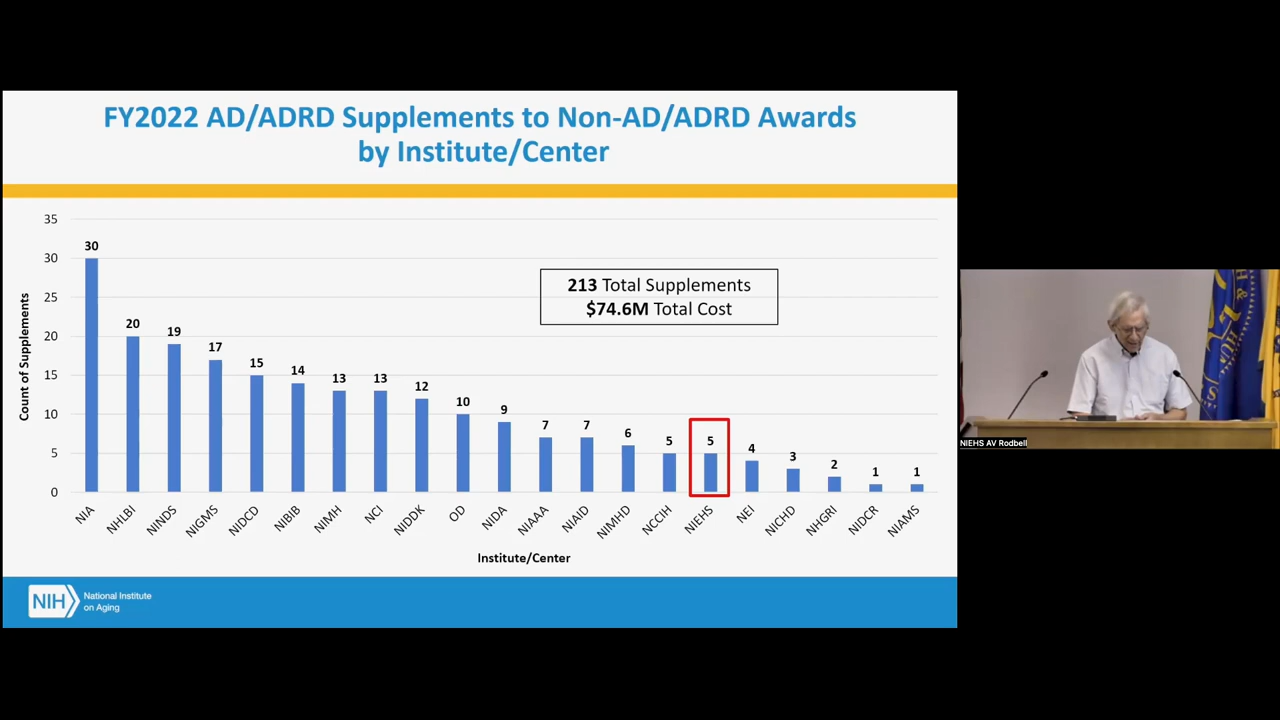 FY2022 AD/ADRD Supplements to Non-AD/ADRD Awards
by Institute/Center
35
30
25
20
15
10
5
0
Count of Supplements
30
20
19
17
15
14
13
13
12
10
9
7
7
6
5
5
4
3
2
1
1
213 Total Supplements
$74.6M Total Cost
NIA
NHLBI
NINDS
NIGMS
NIDCD
NIBIB
NIMH
NCI
NIDDK
OD
NIDA
NIAAA
NIAID
NIMHD
NCCIH
NIEHS
NEI
NICHD
NHGRI
NIDCR
NIAMS
Institute/Center
NIH
National Institute
on Aging
NIEHS AV Rodbell